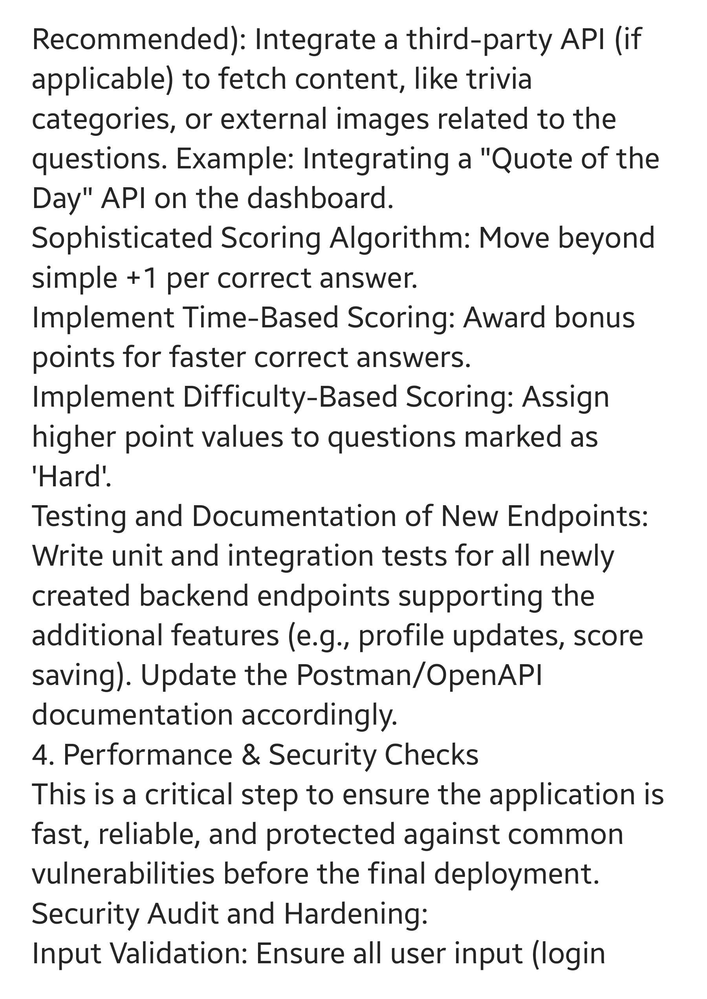 Recommended): Integrate a third-party API (if
applicable) to fetch content, like trivia
categories, or external images related to the
questions. Example: Integrating a "Quote of the
Day" API on the dashboard.
Sophisticated Scoring Algorithm: Move beyond
simple +1 per correct answer.
Implement Time-Based Scoring: Award bonus
points for faster correct answers.
Implement Difficulty-Based Scoring: Assign
higher point values to questions marked as
'Hard'.
Testing and Documentation of New Endpoints:
Write unit and integration tests for all newly
created backend endpoints supporting the
additional features (e.g., profile updates, score
saving). Update the Postman/OpenAPI
documentation accordingly.
4. Performance & Security Checks
This is a critical step to ensure the application is
fast, reliable, and protected against common
vulnerabilities before the final deployment.
Security Audit and Hardening:
Input Validation: Ensure all user input (login